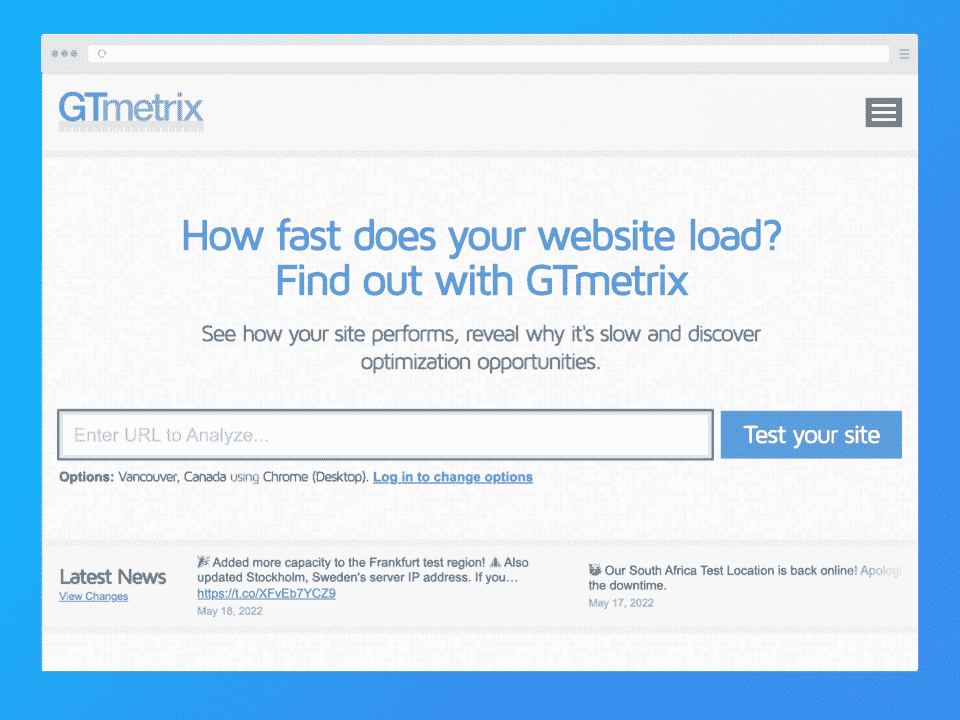 GTmetrix
How fast does your website load?
Find out with GTmetrix
See how your site performs, reveal why it's slow and discover
optimization opportunities.
Enter URL to Analyze...
Test your site
Options: Vancouver, Canada using Chrome (Desktop). Log in to change options
Latest News
View Changes
Added more capacity to the Frankfurt test region! Also
updated Stockholm, Sweden's server IP address. If you…
https://t.co/XFvEb7YCZ9
May 18, 2022
Our South Africa Test Location is back online! Apologi
the downtime.
May 17, 2022